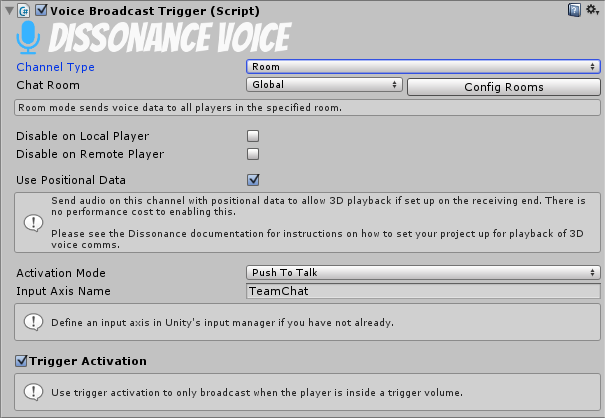 Voice Broadcast Trigger (Script)
DISSONANCE VOICE
Channel Type
Room
Chat Room
Global
Config Rooms
Room mode sends voice data to all players in the specified room.
Disable on Local Player
Disable on Remote Player
Use Positional Data
Send audio on this channel with positional data to allow 3D playback if set up on the receiving end. There is
no performance cost to enabling this.
Please see the Dissonance documentation for instructions on how to set your project up for playback of 3D
voice comms.
Activation Mode
Push To Talk
Input Axis Name
TeamChat
Define an input axis in Unity's input manager if you have not already.
Trigger Activation
Use trigger activation to only broadcast when the player is inside a trigger volume.